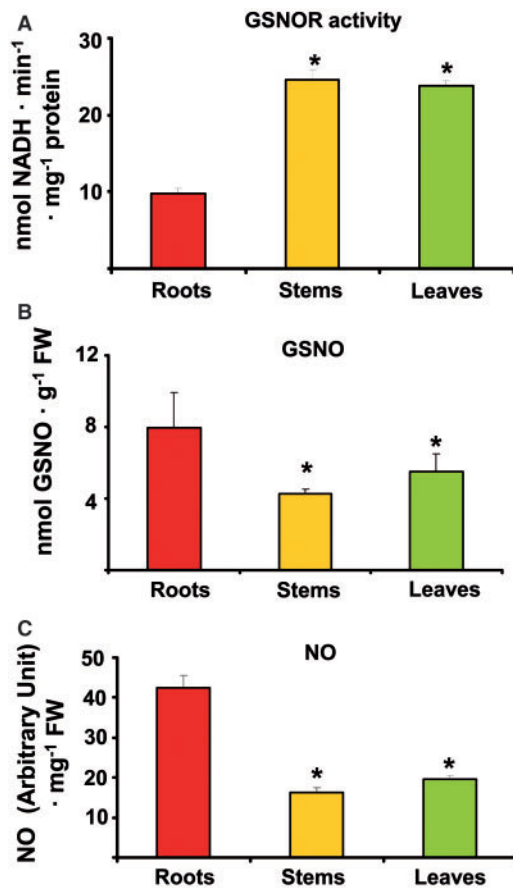 A
GSNOR activity
nmol NADH · min⁻¹
· mg⁻¹ protein
30
20
10
*
*
Roots Stems Leaves
B
GSNO
nmol GSNO · g⁻¹ FW
12
8
4
*
*
Roots Stems Leaves
C
NO
NO (Arbitrary Unit)
· mg⁻¹ FW
50
40
30
20
10
*
*
Roots Stems Leaves